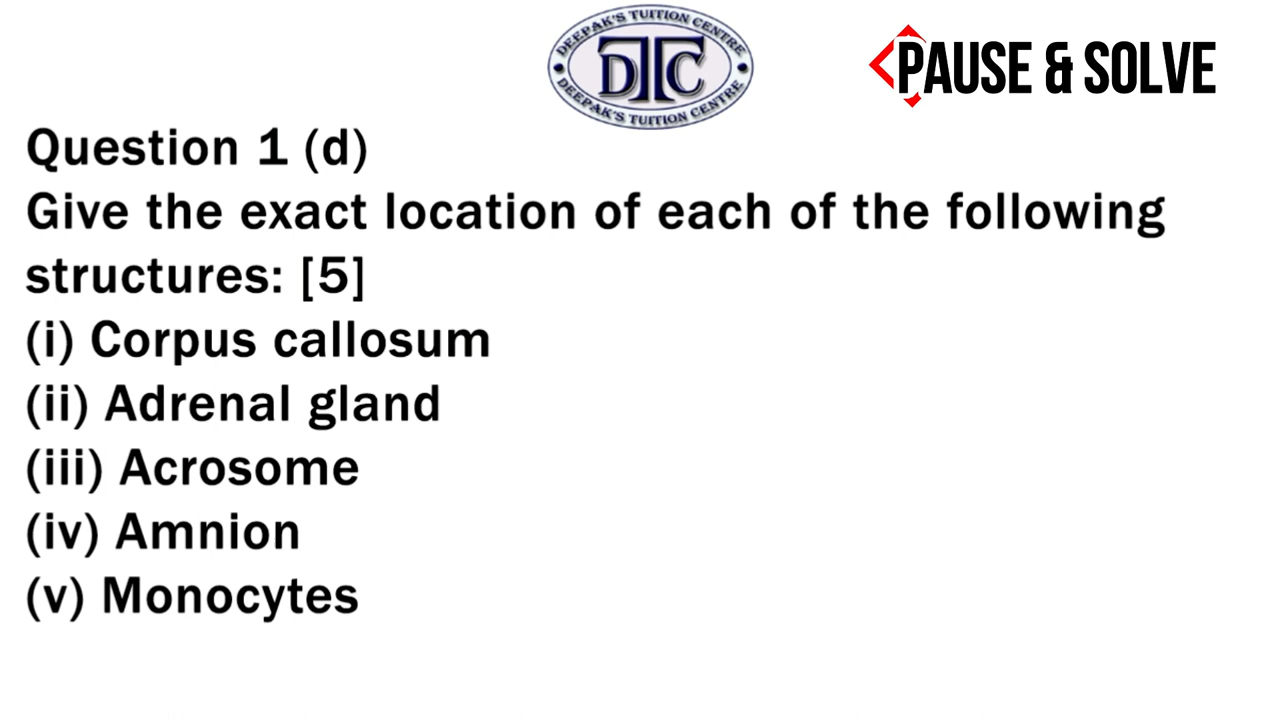 DEEPAK'S TUITION CENTRE
DTC
DEEPAK'S TUITION CENTRE
PAUSE & SOLVE
Question 1 (d)
Give the exact location of each of the following
structures: [5]
(i) Corpus callosum
(ii) Adrenal gland
(iii) Acrosome
(iv) Amnion
(v) Monocytes